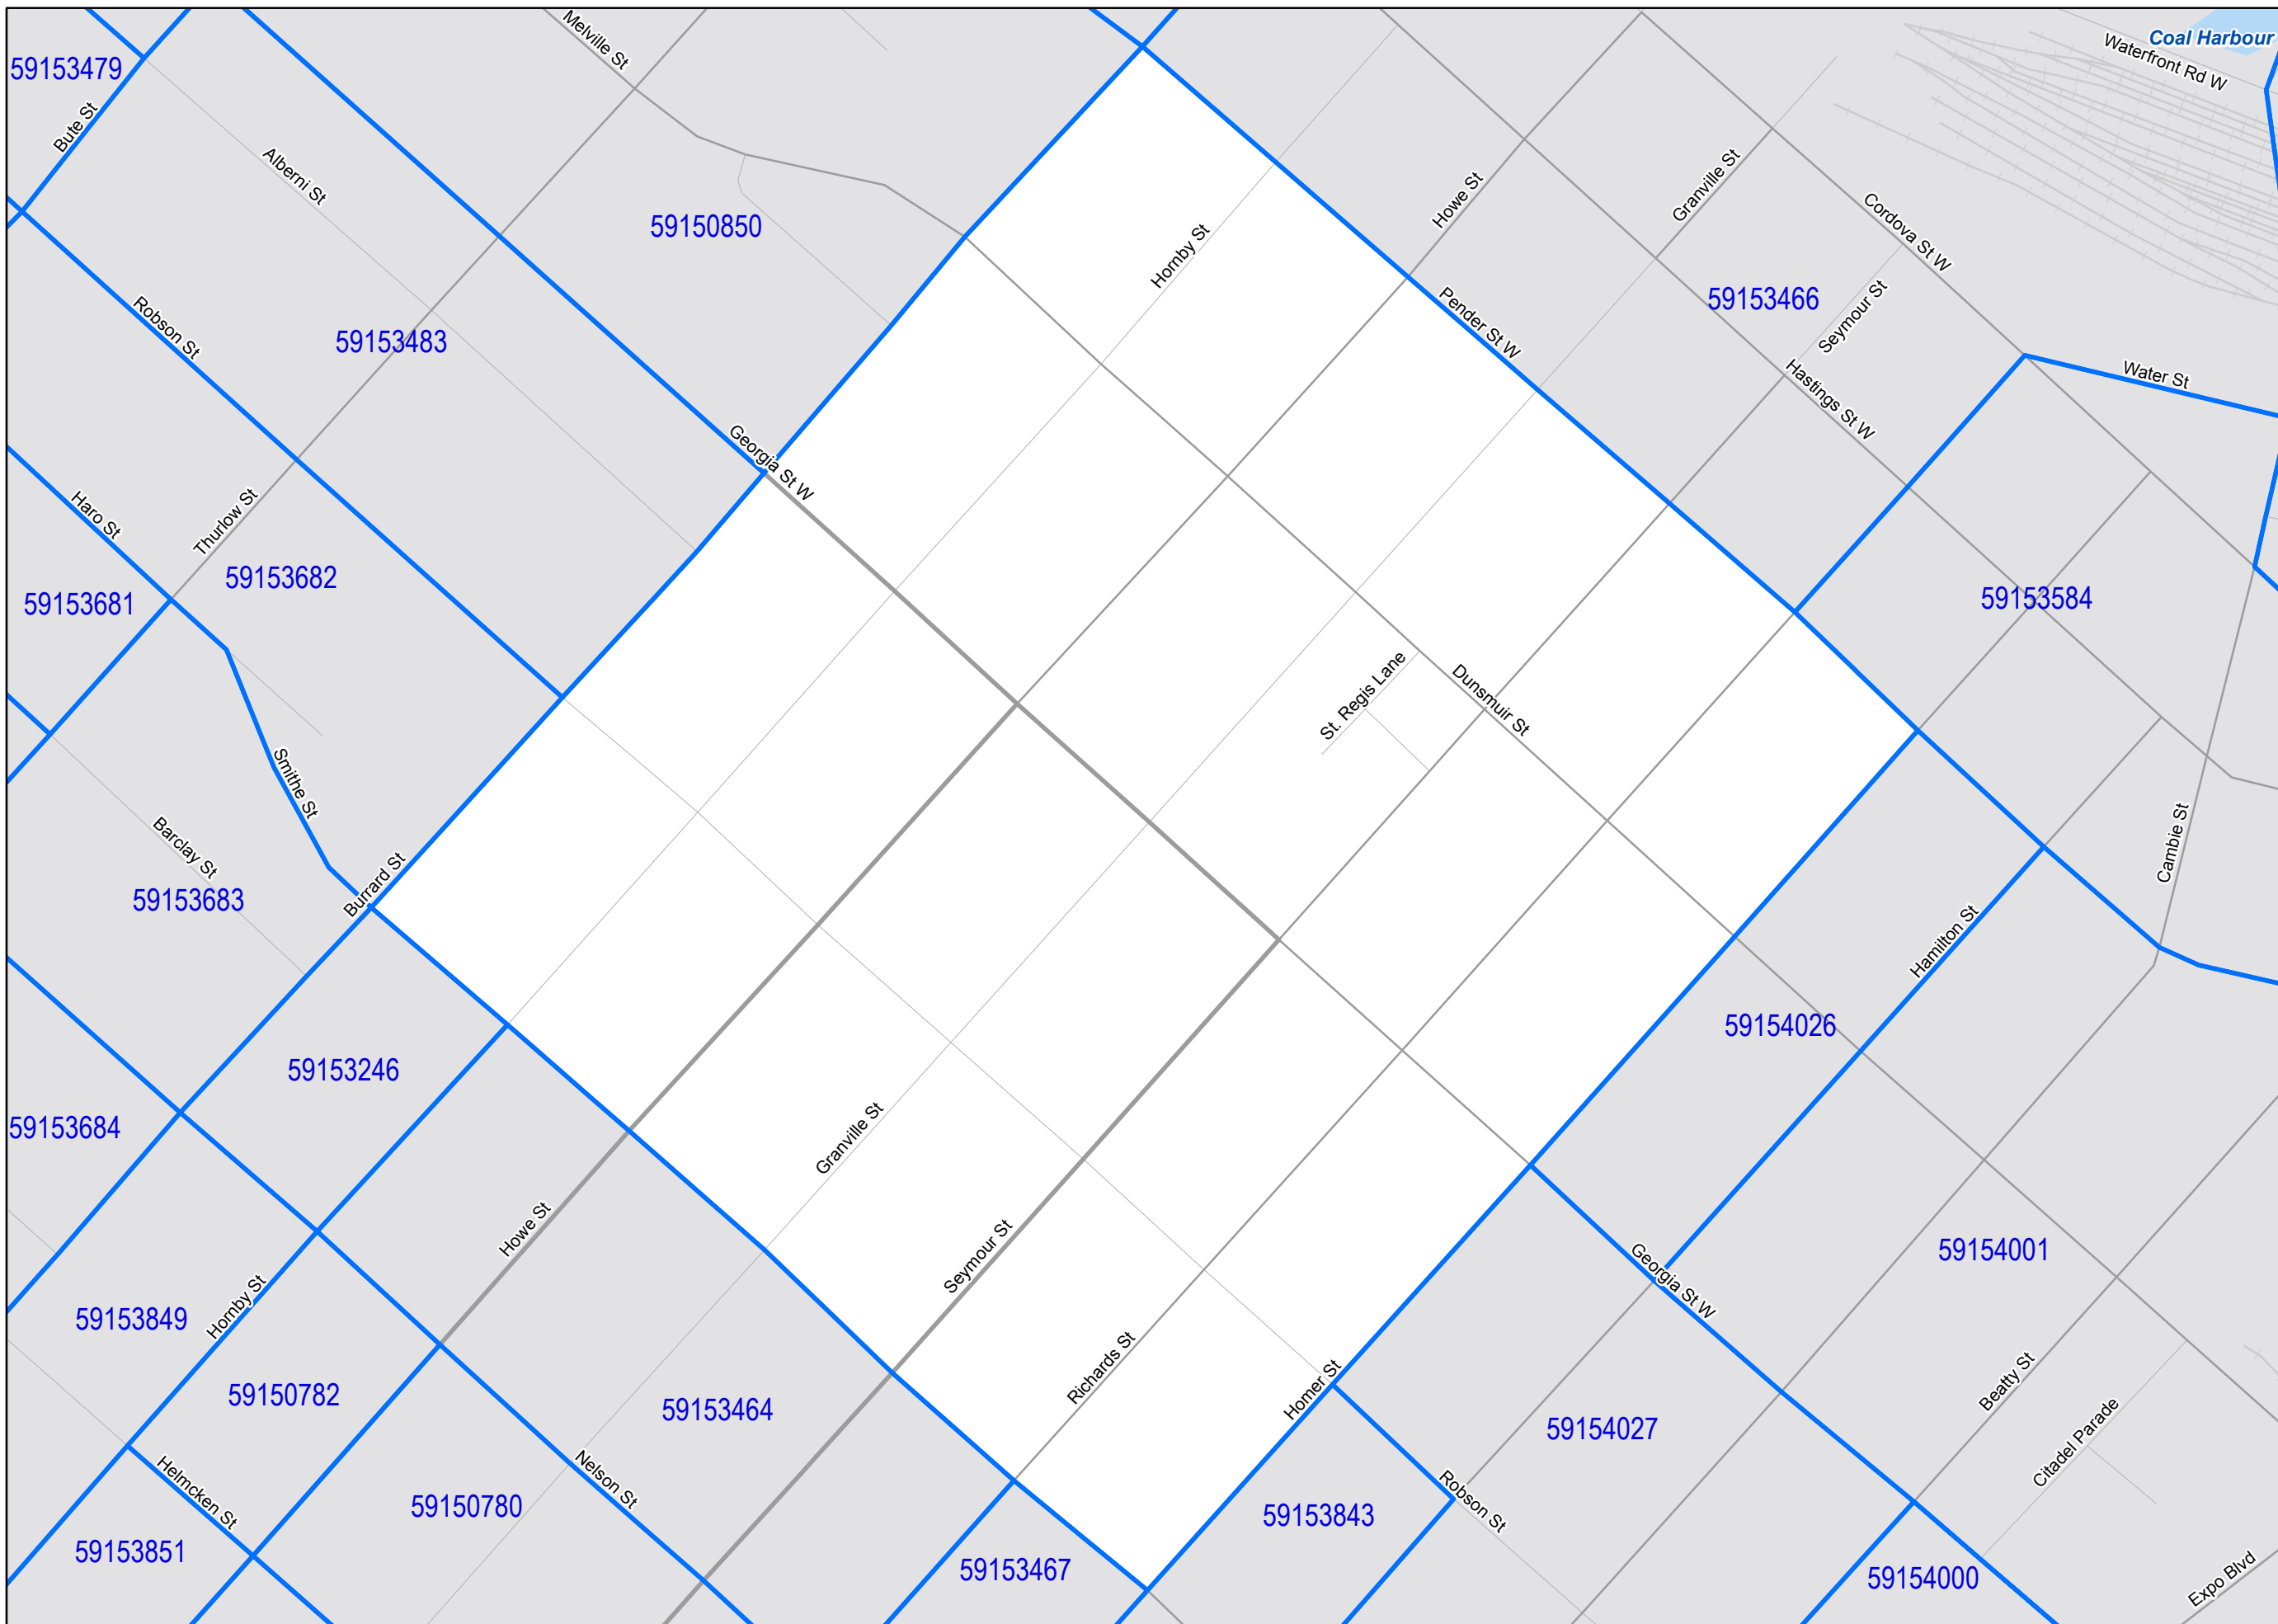 Melville St
Coal Harbour
Waterfront Rd W
59153479
Bute St
Alberni St
59150850
Hornby St
Howe St
Granville St
Cordova St W
59153466
Seymour St
Pender St W
Robson St
59153483
Hastings St W
Water St
Georgia St W
Haro St
Thurlow St
59153682
59153681
59153584
St. Regis Lane
Dunsmuir St
Smithe St
Barclay St
59153683
Burrard St
Cambie St
Hamilton St
59154026
59153246
59153684
Granville St
Howe St
Seymour St
59154001
Georgia St W
59153849
Hornby St
59150782
59153464
Richards St
Homer St
59154027
Beatty St
Citadel Parade
Helmcken St
59150780
Nelson St
59153843
Robson St
59153851
59153467
59154000
Expo Blvd